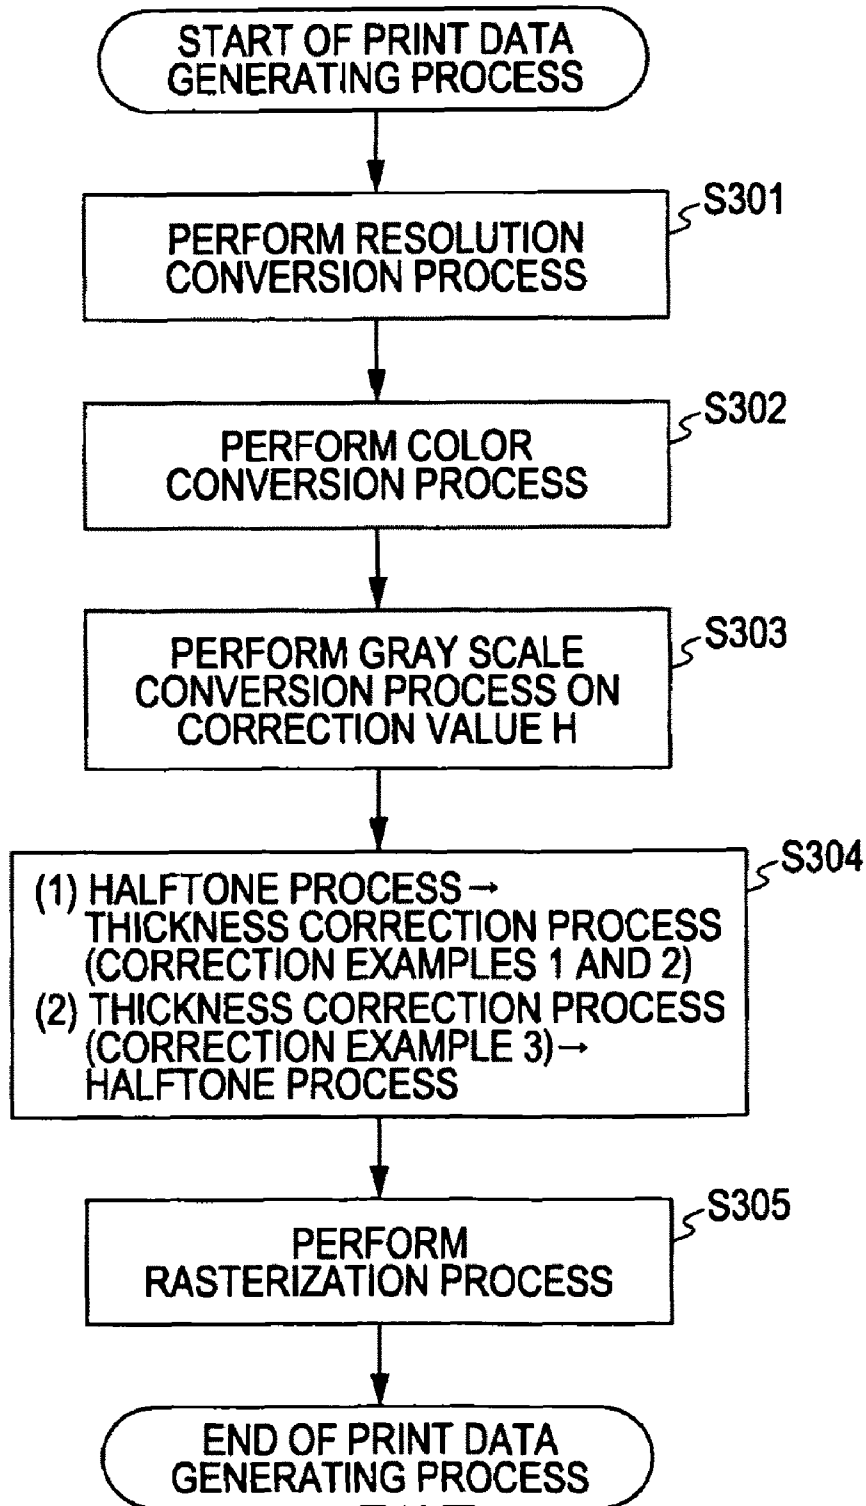 START OF PRINT DATA
GENERATING PROCESS
S301
PERFORM RESOLUTION
CONVERSION PROCESS
S302
PERFORM COLOR
CONVERSION PROCESS
S303
PERFORM GRAY SCALE
CONVERSION PROCESS ON
CORRECTION VALUE H
S304
(1) HALFTONE PROCESS→
THICKNESS CORRECTION PROCESS
(CORRECTION EXAMPLES 1 AND 2)
(2) THICKNESS CORRECTION PROCESS
(CORRECTION EXAMPLE 3)→
HALFTONE PROCESS
S305
PERFORM
RASTERIZATION PROCESS
END OF PRINT DATA
GENERATING PROCESS